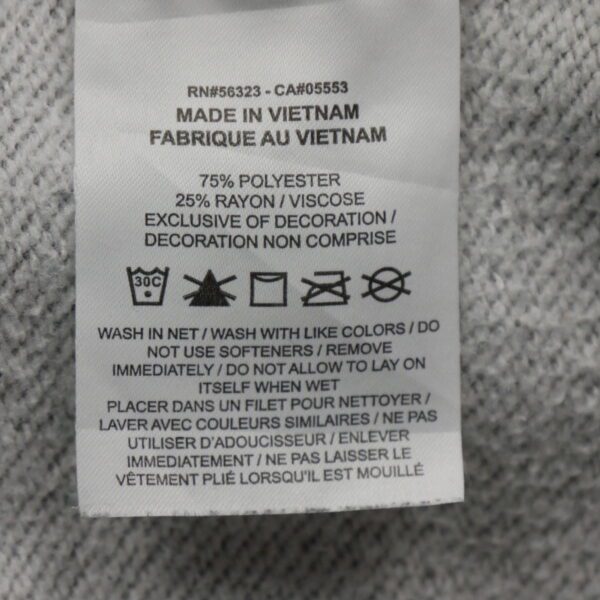 RN#56323 - CA#05553
MADE IN VIETNAM
FABRIQUE AU VIETNAM
75% POLYESTER
25% RAYON / VISCOSE
EXCLUSIVE OF DECORATION /
DECORATION NON COMPRISE
30C
WASH IN NET / WASH WITH LIKE COLORS / DO
NOT USE SOFTENERS / REMOVE
IMMEDIATELY / DO NOT ALLOW TO LAY ON
ITSELF WHEN WET
PLACER DANS UN FILET POUR NETTOYER /
LAVER AVEC COULEURS SIMILAIRES / NE PAS
UTILISER D'ADOUCISSEUR / ENLEVER
IMMEDIATEMENT / NE PAS LAISSER LE
VÊTEMENT PLIÉ LORSQU'IL EST MOUILLÉ